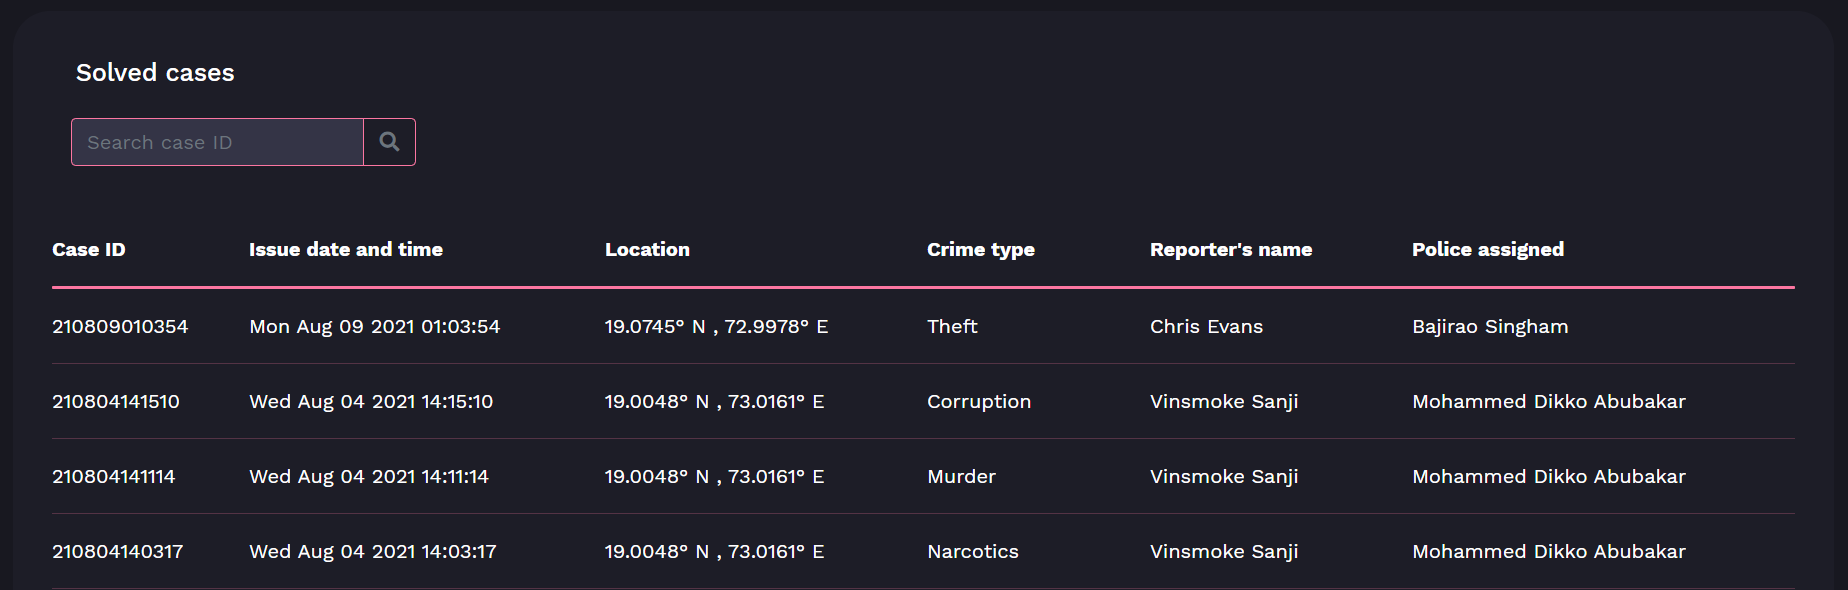 Solved cases
Search case ID
Case ID Issue date and time Location Crime type Reporter's name Police assigned
210809010354 Mon Aug 09 2021 01:03:54 19.0745° N , 72.9978° E Theft Chris Evans Bajirao Singham
210804141510 Wed Aug 04 2021 14:15:10 19.0048° N , 73.0161° E Corruption Vinsmoke Sanji Mohammed Dikko Abubakar
210804141114 Wed Aug 04 2021 14:11:14 19.0048° N , 73.0161° E Murder Vinsmoke Sanji Mohammed Dikko Abubakar
210804140317 Wed Aug 04 2021 14:03:17 19.0048° N , 73.0161° E Narcotics Vinsmoke Sanji Mohammed Dikko Abubakar